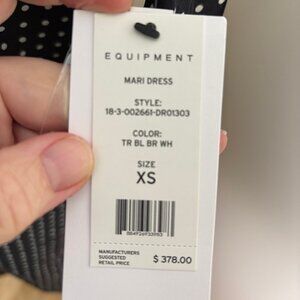 EQUIPMENT
MARI DRESS
STYLE:
18-3-002661-DR01303
COLOR:
TR BL BR WH
SIZE
XS
MANUFACTURERS
SUGGESTED
RETAIL PRICE
$ 378.00